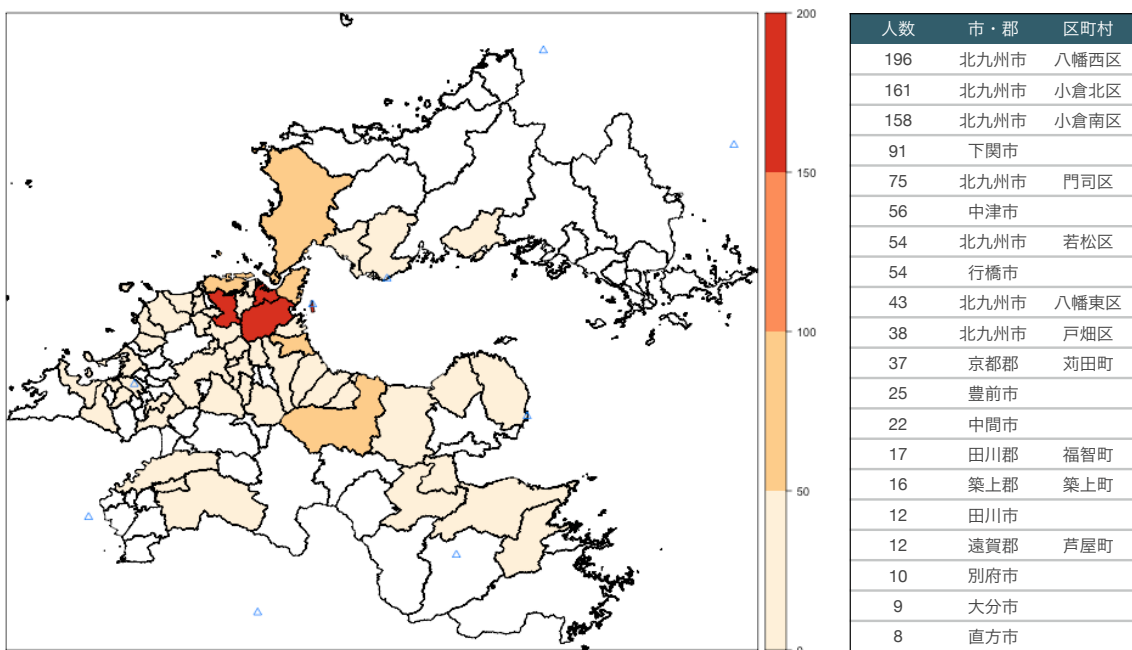 200
150
100
50
0
人数 市・郡 区町村
196 北九州市 八幡西区
161 北九州市 小倉北区
158 北九州市 小倉南区
91 下関市
75 北九州市 門司区
56 中津市
54 北九州市 若松区
54 行橋市
43 北九州市 八幡東区
38 北九州市 戸畑区
37 京都郡 苅田町
25 豊前市
22 中間市
17 田川郡 福智町
16 築上郡 築上町
12 田川市
12 遠賀郡 芦屋町
10 別府市
9 大分市
8 直方市